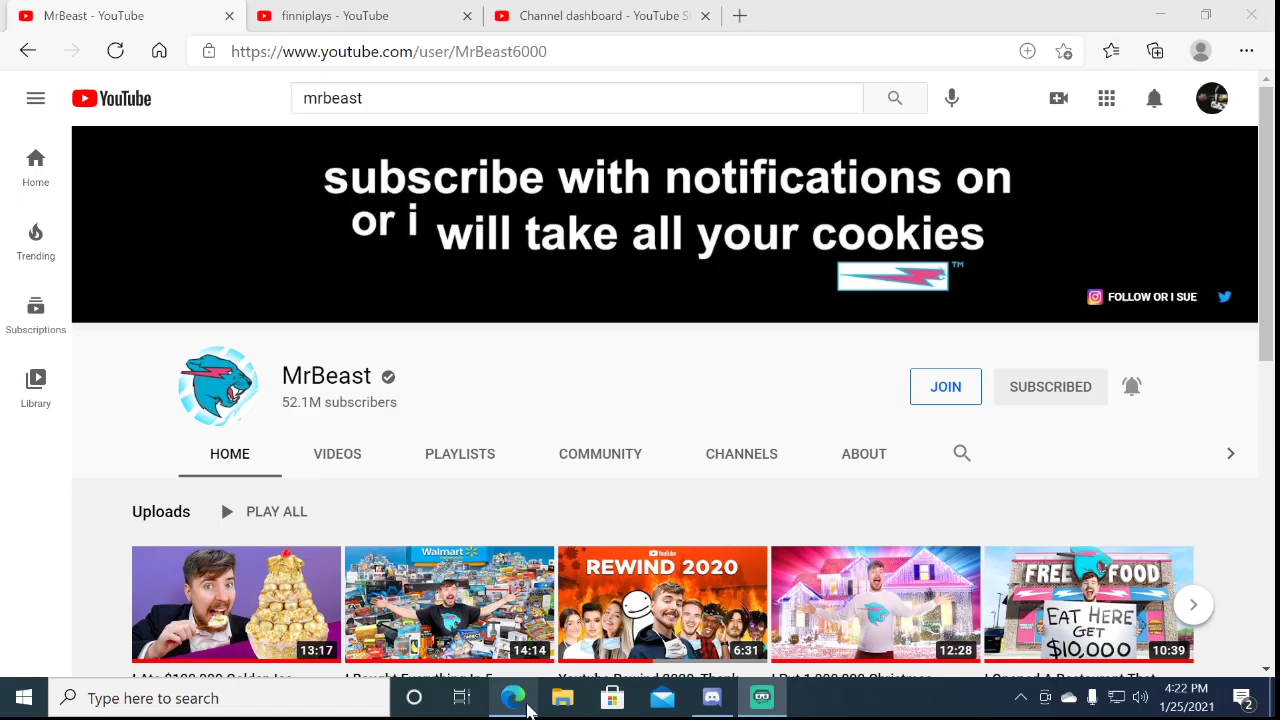 MrBeast - YouTube
finniplays - YouTube
Channel dashboard - YouTube S
https://www.youtube.com/user/MrBeast6000
YouTube
mrbeast
Home
Trending
Subscriptions
Library
subscribe with notifications on
or i will take all your cookies
TM
FOLLOW OR I SUE
MrBeast
52.1M subscribers
JOIN
SUBSCRIBED
HOME
VIDEOS
PLAYLISTS
COMMUNITY
CHANNELS
ABOUT
Uploads
PLAY ALL
13:17
Walmart
14:14
YouTube
REWIND 2020
6:31
12:28
FREE FOOD
EAT HERE
GET
$10,000
10:39
Type here to search
4:22 PM
1/25/2021
2